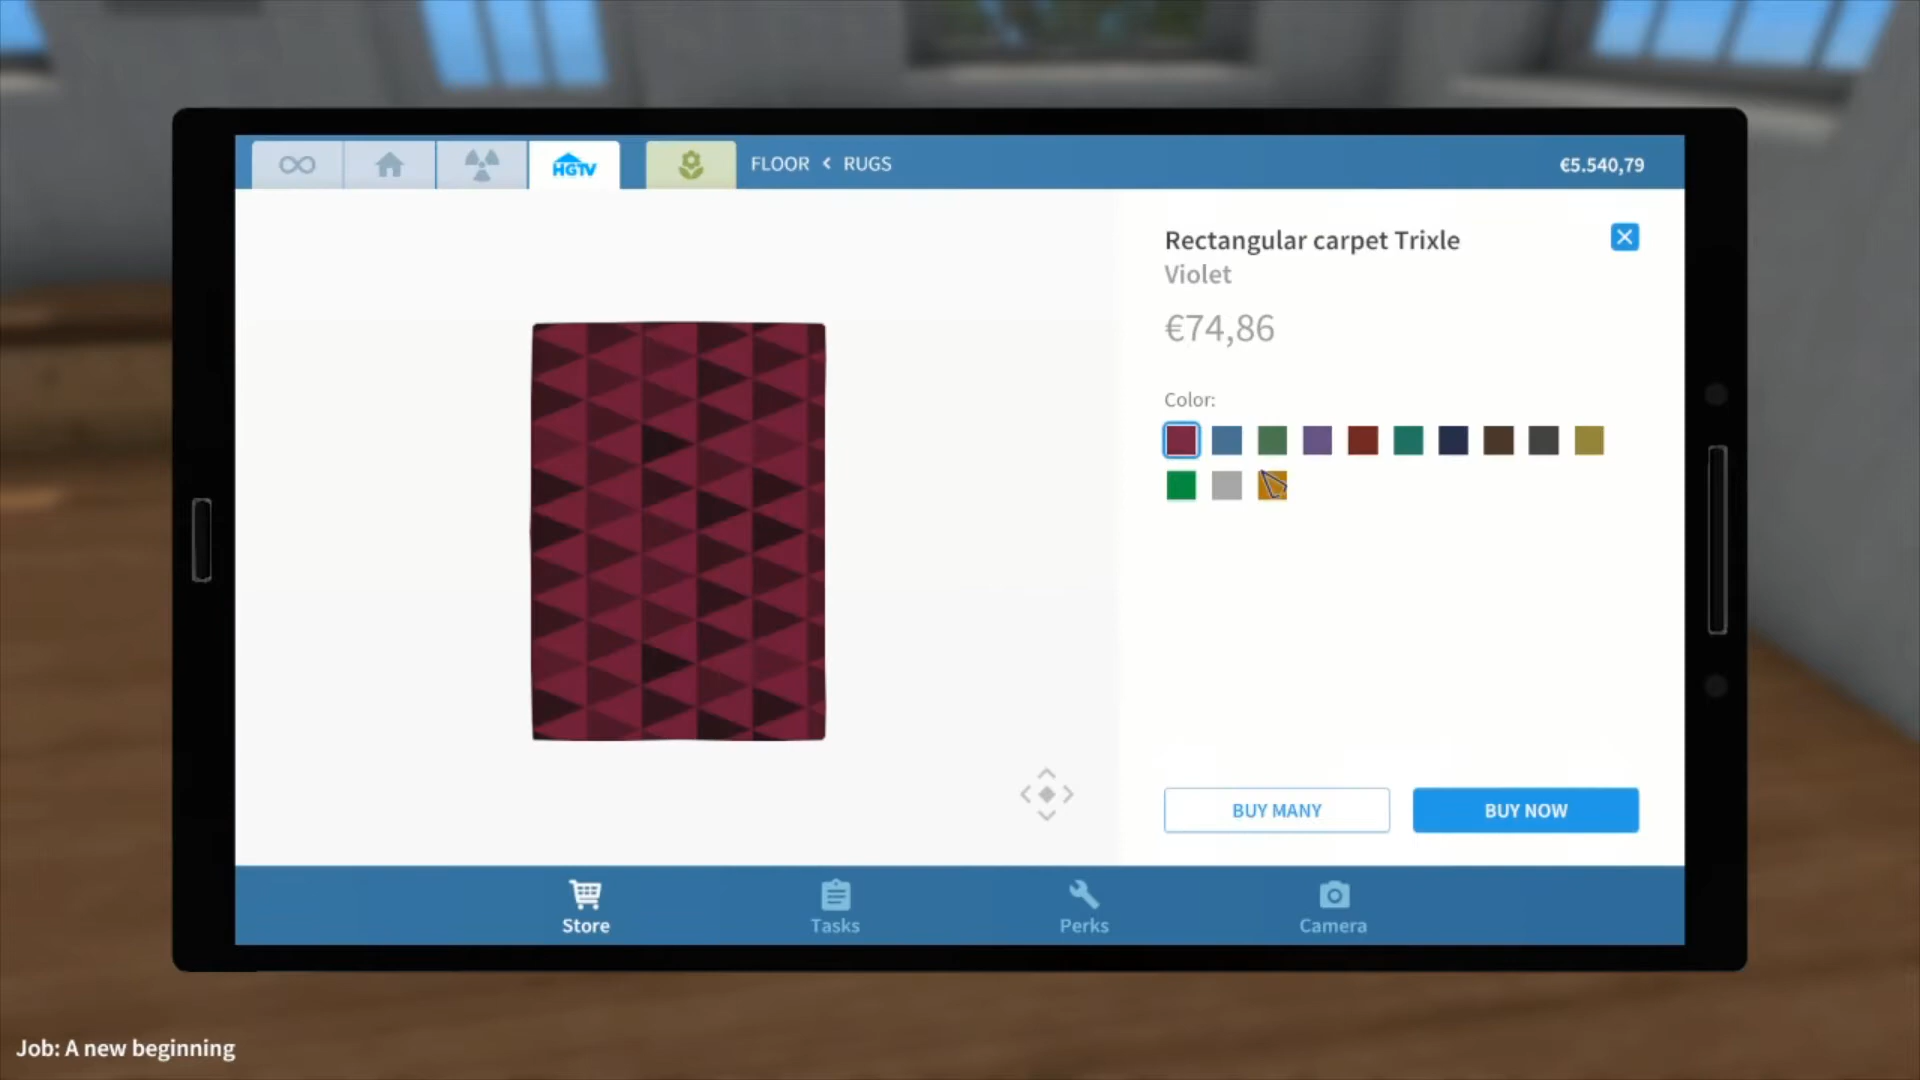 HGTV
FLOOR < RUGS
€5.540,79
Rectangular carpet Trixle
Violet
€74,86
Color:
BUY MANY
BUY NOW
Store
Tasks
Perks
Camera
Job: A new beginning